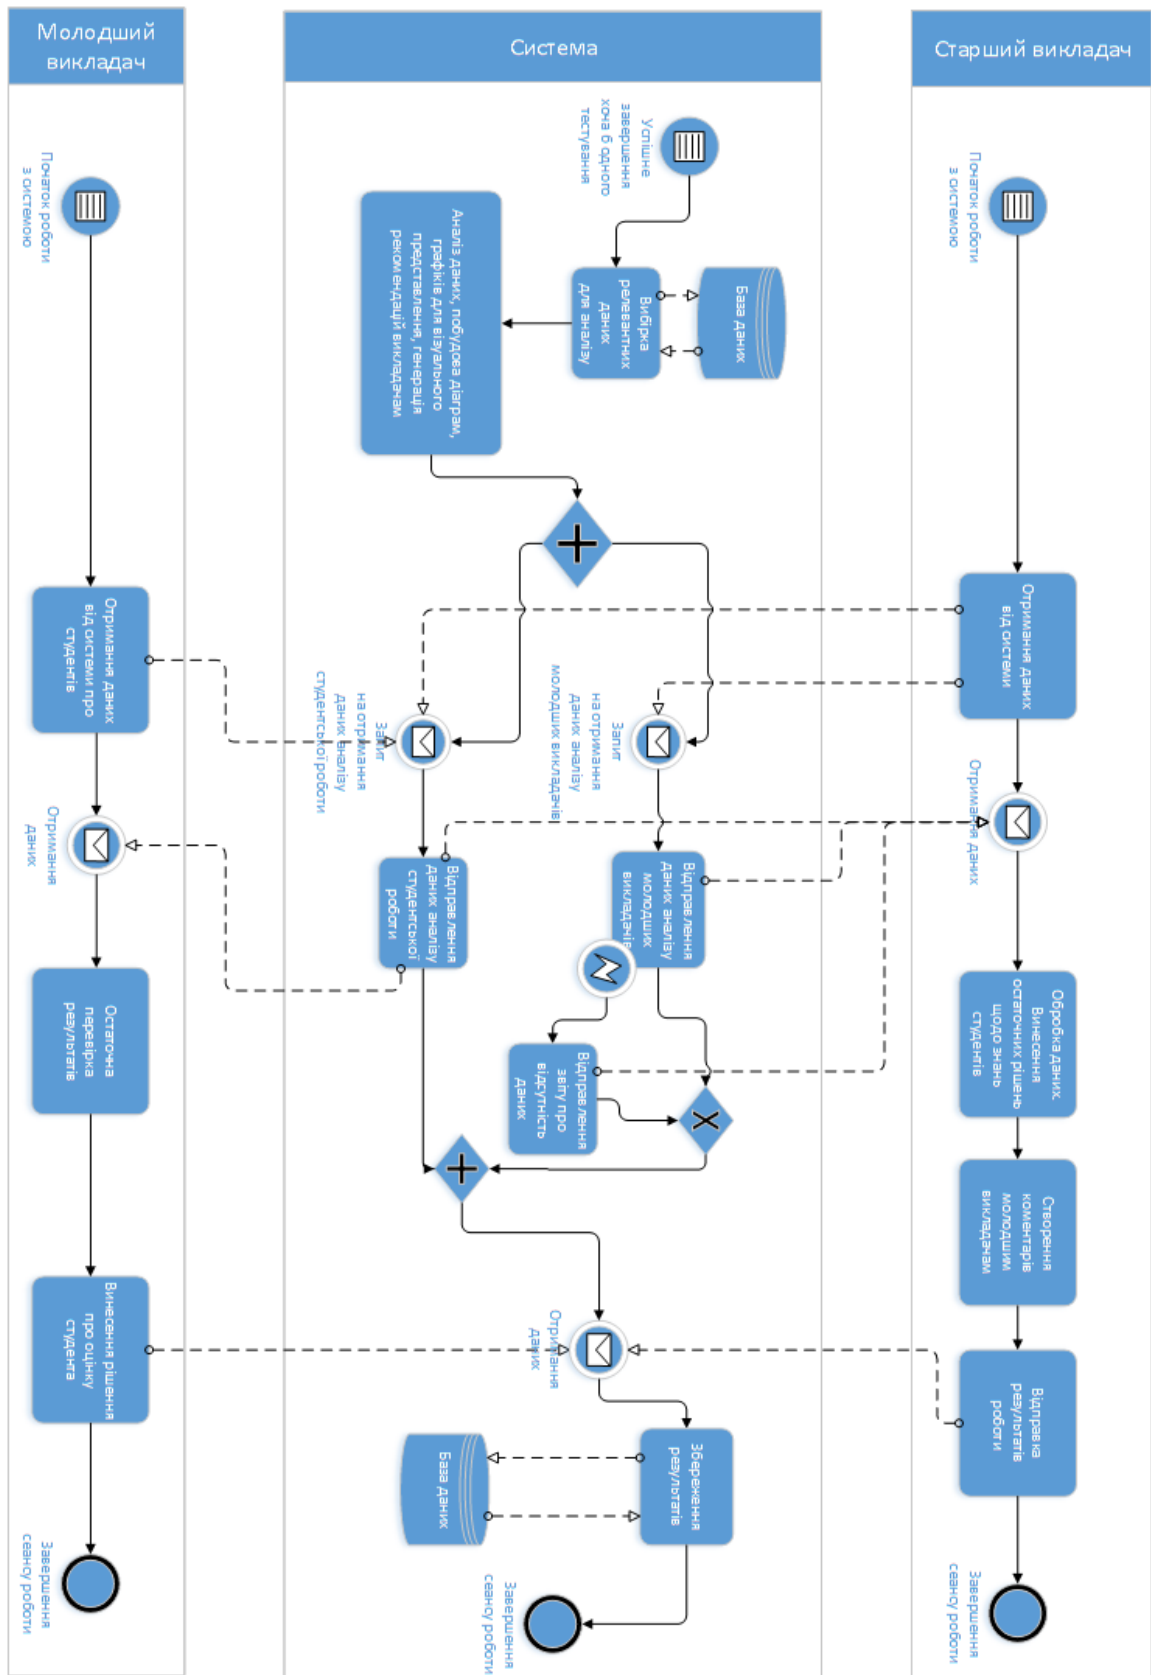 Молодший
викладач
Система
Старший викладач
Початок роботи
з системою
Отримання даних
від системи про
студентів
Отримання
даних
Остаточна
перевірка
результатів
Винесення рішення
про оцінку
студента
Завершення
сеансу роботи
Успішне
завершення
хоча б одного
тестування
Вибірка
релевантних
даних
для аналізу
База даних
Аналіз даних, побудова діаграм,
графіків для візуального
представлення, генерація
рекомендацій викладачам
Запит
на отримання
даних аналізу
студентської роботи
Запит
на отримання
даних аналізу
молодших викладачів
Відправлення
даних аналізу
студентської
роботи
Відправлення
даних аналізу
молодших
викладачів
Відправлення
звіту про
відсутність
даних
Отримання
даних
Збереження
результатів
База даних
Завершення
сеансу роботи
Початок роботи
з системою
Отримання даних
від системи
Отримання даних
Обробка даних.
Винесення
остаточних рішень
щодо знань
студентів
Створення
коментарів
молодшим
викладачам
Відправка
результатів
роботи
Завершення
сеансу роботи